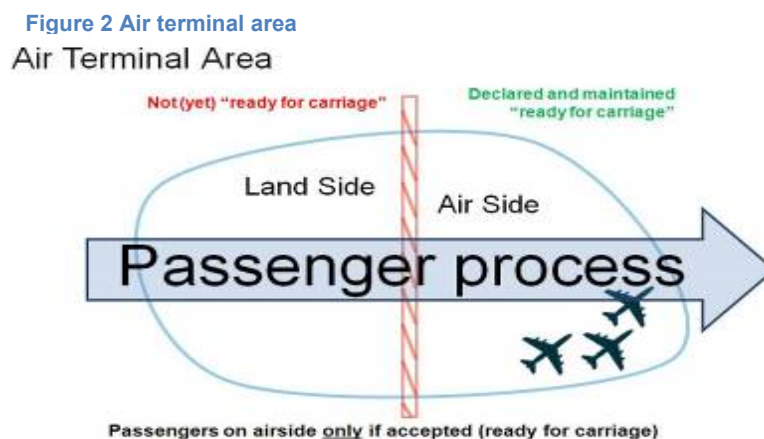 Figure 2 Air terminal area
Air Terminal Area
Not (yet) “ready for carriage”
Declared and maintained
“ready for carriage”
Land Side
Air Side
Passenger process
Passengers on airside only if accepted (ready for carriage)